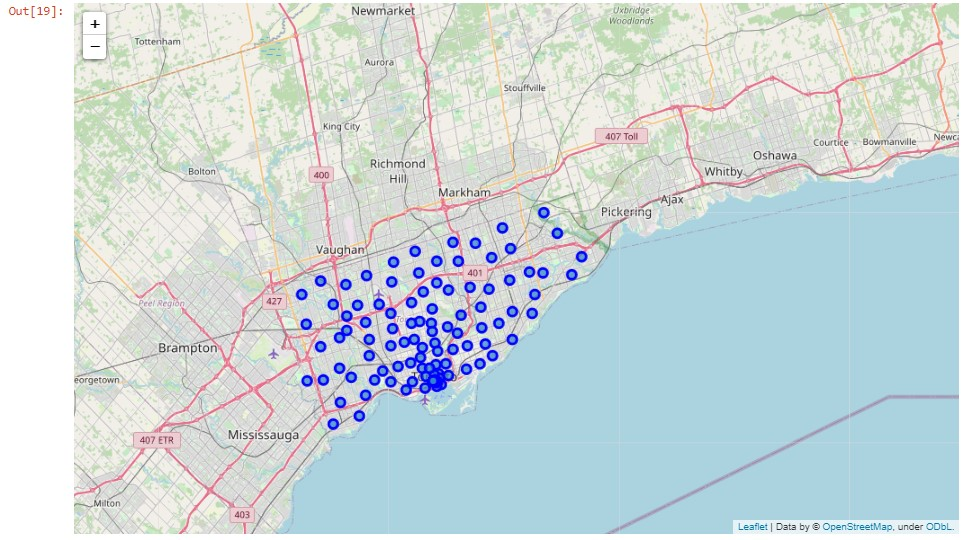 Out[19]:
+
−
Newmarket
Uxbridge
Woodlands
Tottenham
Aurora
Stouffville
King City
407 Toll
Richmond
Hill
Courtice
Bowmanville
Newca
Oshawa
Bolton
400
Whitby
Markham
Ajax
Pickering
Vaughan
401
427
Peel Region
Brampton
eorgetown
Mississauga
407 ETR
Milton
403
Leaflet | Data by © OpenStreetMap, under ODbL.